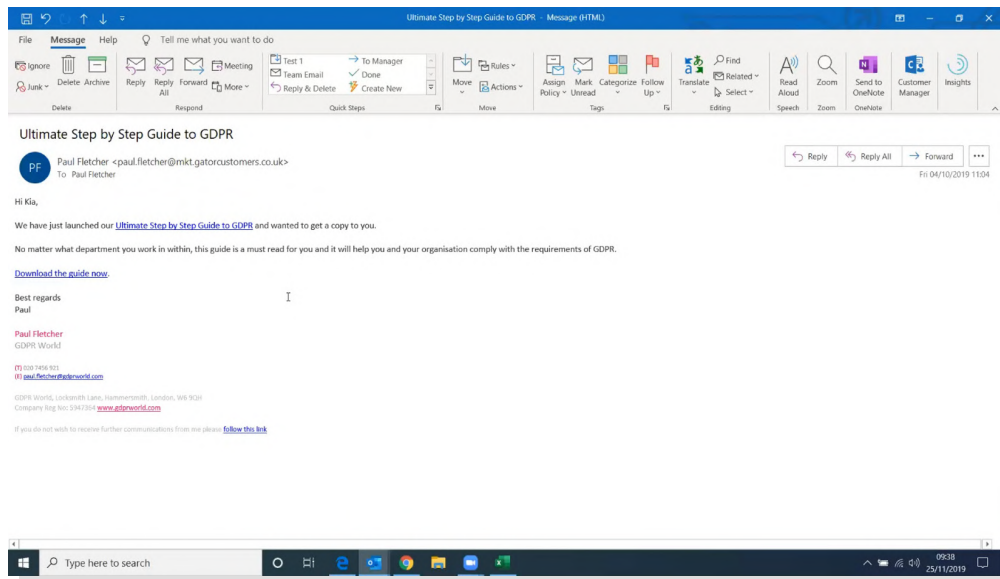 Ultimate Step by Step Guide to GDPR - Message (HTML)
File Message Help Tell me what you want to do
Ignore
Junk
Delete Archive
Delete
Reply Reply All Forward
Meeting
More
Respond
Test 1
Team Email
Reply & Delete
To Manager
Done
Create New
Quick Steps
Move
Rules
Actions
Move
Assign Policy Mark Unread Categorize Follow Up
Tags
Translate
Find
Related
Select
Editing
Read Aloud
Speech
Zoom
Zoom
Send to OneNote
OneNote
Customer Manager
Insights
Ultimate Step by Step Guide to GDPR
PF
Paul Fletcher <paul.fletcher@mkt.gatorcustomers.co.uk>
To Paul Fletcher
Reply Reply All Forward
Fri 04/10/2019 11:04
Hi Kia,
We have just launched our Ultimate Step by Step Guide to GDPR and wanted to get a copy to you.
No matter what department you work in within, this guide is a must read for you and it will help you and your organisation comply with the requirements of GDPR.
Download the guide now.
Best regards
Paul
Paul Fletcher
GDPR World
(T) 020 7456 921
(E) paul.fletcher@gdprworld.com
GDPR World, Locksmith Lane, Hammersmith, London, W6 9GH
Company Reg No: 5947364 www.gdprworld.com
If you do not wish to receive further communications from me please follow this link
Type here to search
09:38
25/11/2019